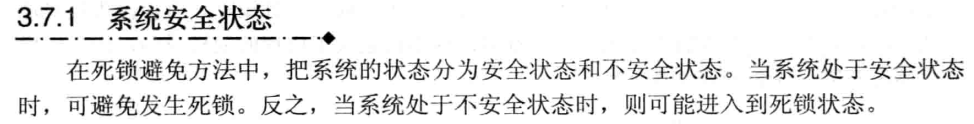 3.7.1 系统安全状态
在死锁避免方法中，把系统的状态分为安全状态和不安全状态。当系统处于安全状态
时，可避免发生死锁。反之，当系统处于不安全状态时，则可能进入到死锁状态。